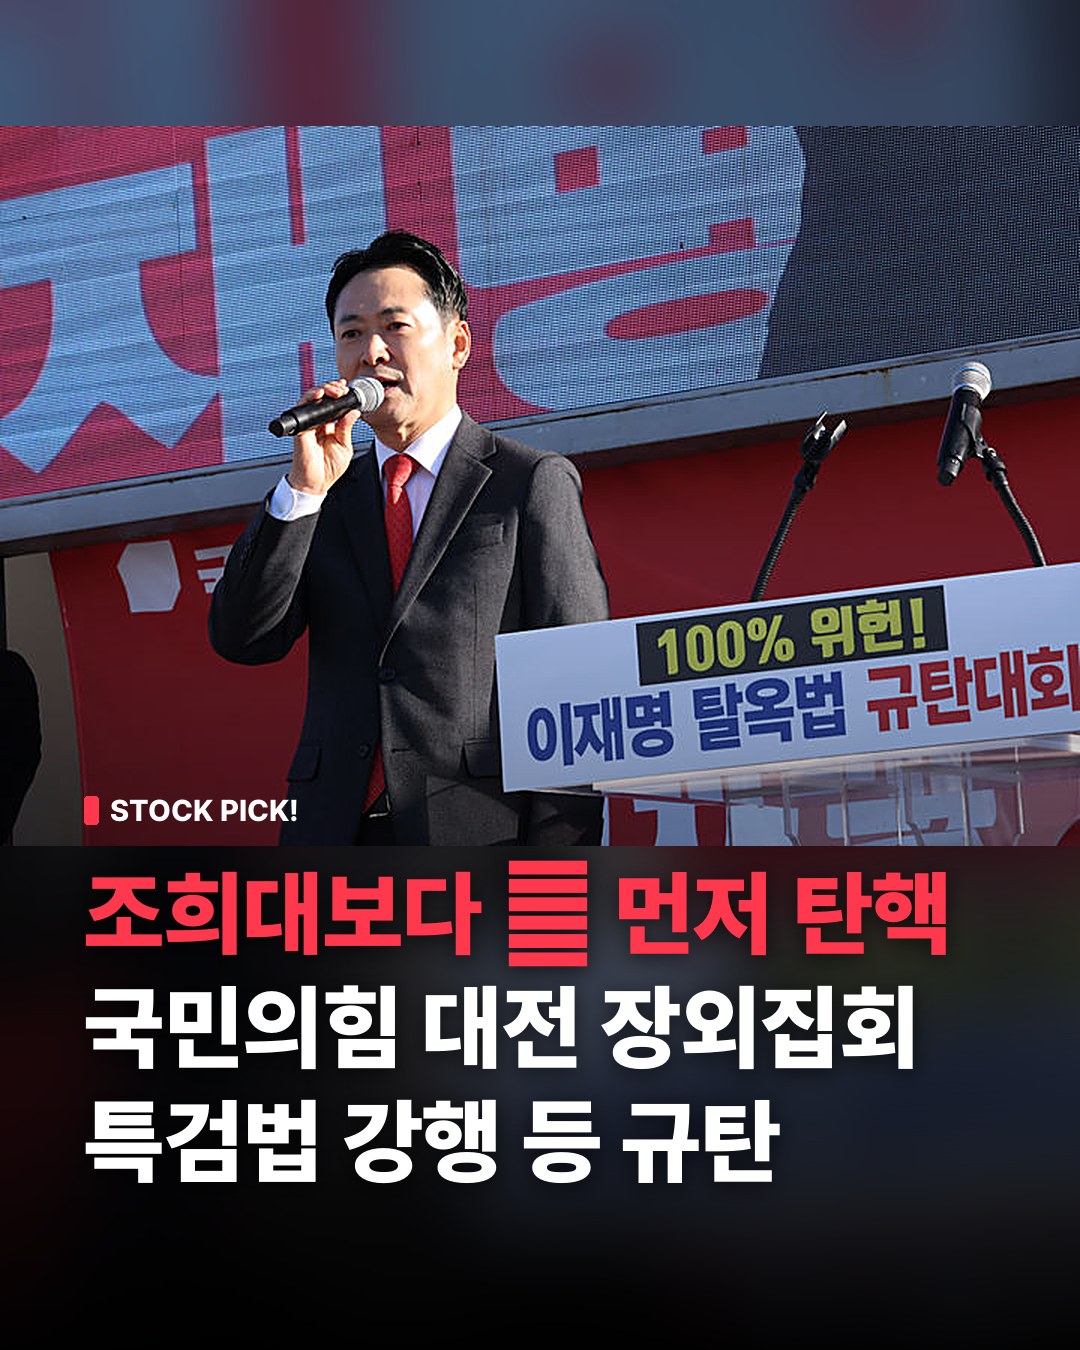 재명
100% 위헌!
이재명 탈옥법 규탄대회
STOCK PICK!
조희대보다 먼저 탄핵
국민의힘 대전 장외집회
특검법 강행 등 규탄